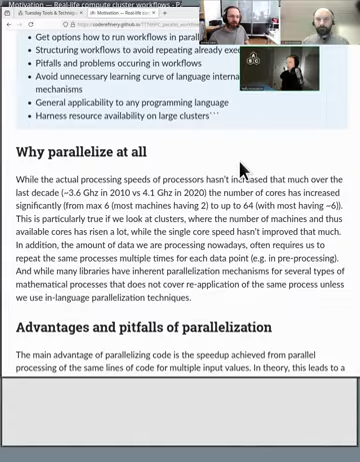 Motivation — Real-life compute cluster workflows -
Tuesday Tools & Techniqu
Motivation — Real-life com
Get options how to run workflows in parall
Structuring workflows to avoid repeating already exe
Pitfalls and problems occuring in workflows
Avoid unnecessary learning curve of language interna
mechanisms
General applicability to any programming language
Harness resource availability on large clusters```
Why parallelize at all
While the actual processing speeds of processors hasn't increased that much over the
last decade (~3.6 Ghz in 2010 vs 4.1 Ghz in 2020) the number of cores has increased
significantly (from max 6 (most machines having 2) to up to 64 (with most having ~6)).
This is particularly true if we look at clusters, where the number of machines and thus
available cores has risen a lot, while the single core speed hasn't improved that much.
In addition, the amount of data we are processing nowadays, often requires us to
repeat the same processes multiple times for each data point (e.g. in pre-processing).
And while many libraries have inherent parallelization mechanisms for several types of
mathematical processes that does not cover re-application of the same process unless
we use in-language parallelization techniques.
Advantages and pitfalls of parallelization
The main advantage of parallelizing code is the speedup achieved from parallel
processing of the same lines of code for multiple input values. In theory, this leads to a